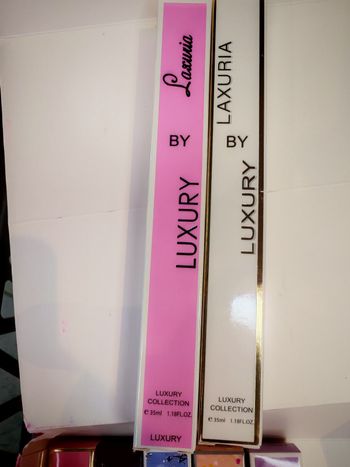 Laxuria
BY
LUXURY
LUXURY
COLLECTION
℮ 35ml 1.18FL.OZ.
LUXURY
LAXURIA
BY
LUXURY
LUXURY
COLLECTION
℮ 35ml 1.18FL.OZ.